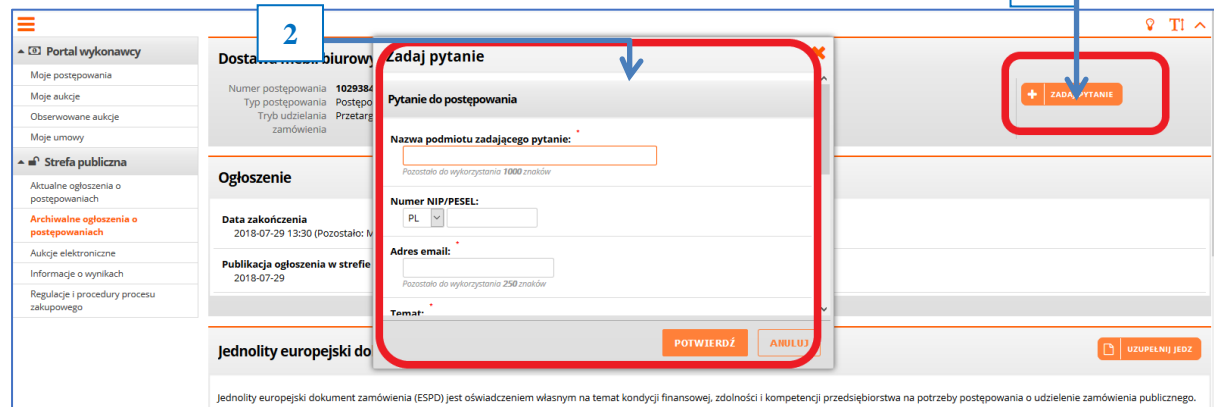 2
TI
Portal wykonawcy
Moje postępowania
Moje aukcje
Obserwowane aukcje
Moje umowy
Strefa publiczna
Aktualne ogłoszenia o
postępowaniach
Archiwalne ogłoszenia o
postępowaniach
Aukcje elektroniczne
Informacje o wynikach
Regulacje i procedury procesu
zakupowego
Numer postępowania 1029384
Typ postępowania
Tryb udzielania
zamówienia
ZADAJ PYTANIE
Ogłoszenie
Data zakończenia
2018-07-29 13:30 (Pozostało:
Publikacja ogłoszenia w strefie
2018-07-29
Zadaj pytanie
Pytanie do postępowania
Nazwa podmiotu zadającego pytanie: *
Pozostało do wykorzystania 1000 znaków
Numer NIP/PESEL:
PL
Adres email: *
Pozostało do wykorzystania 250 znaków
Temat: *
POTWIERDŹ ANULUJ
Jednolity europejski
UZUPEŁNIJ JEDZ
Jednolity europejski dokument zamówienia (ESPD) jest oświadczeniem własnym na temat kondycji finansowej, zdolności i kompetencji przedsiębiorstwa na potrzeby postępowania o udzielenie zamówienia publicznego.